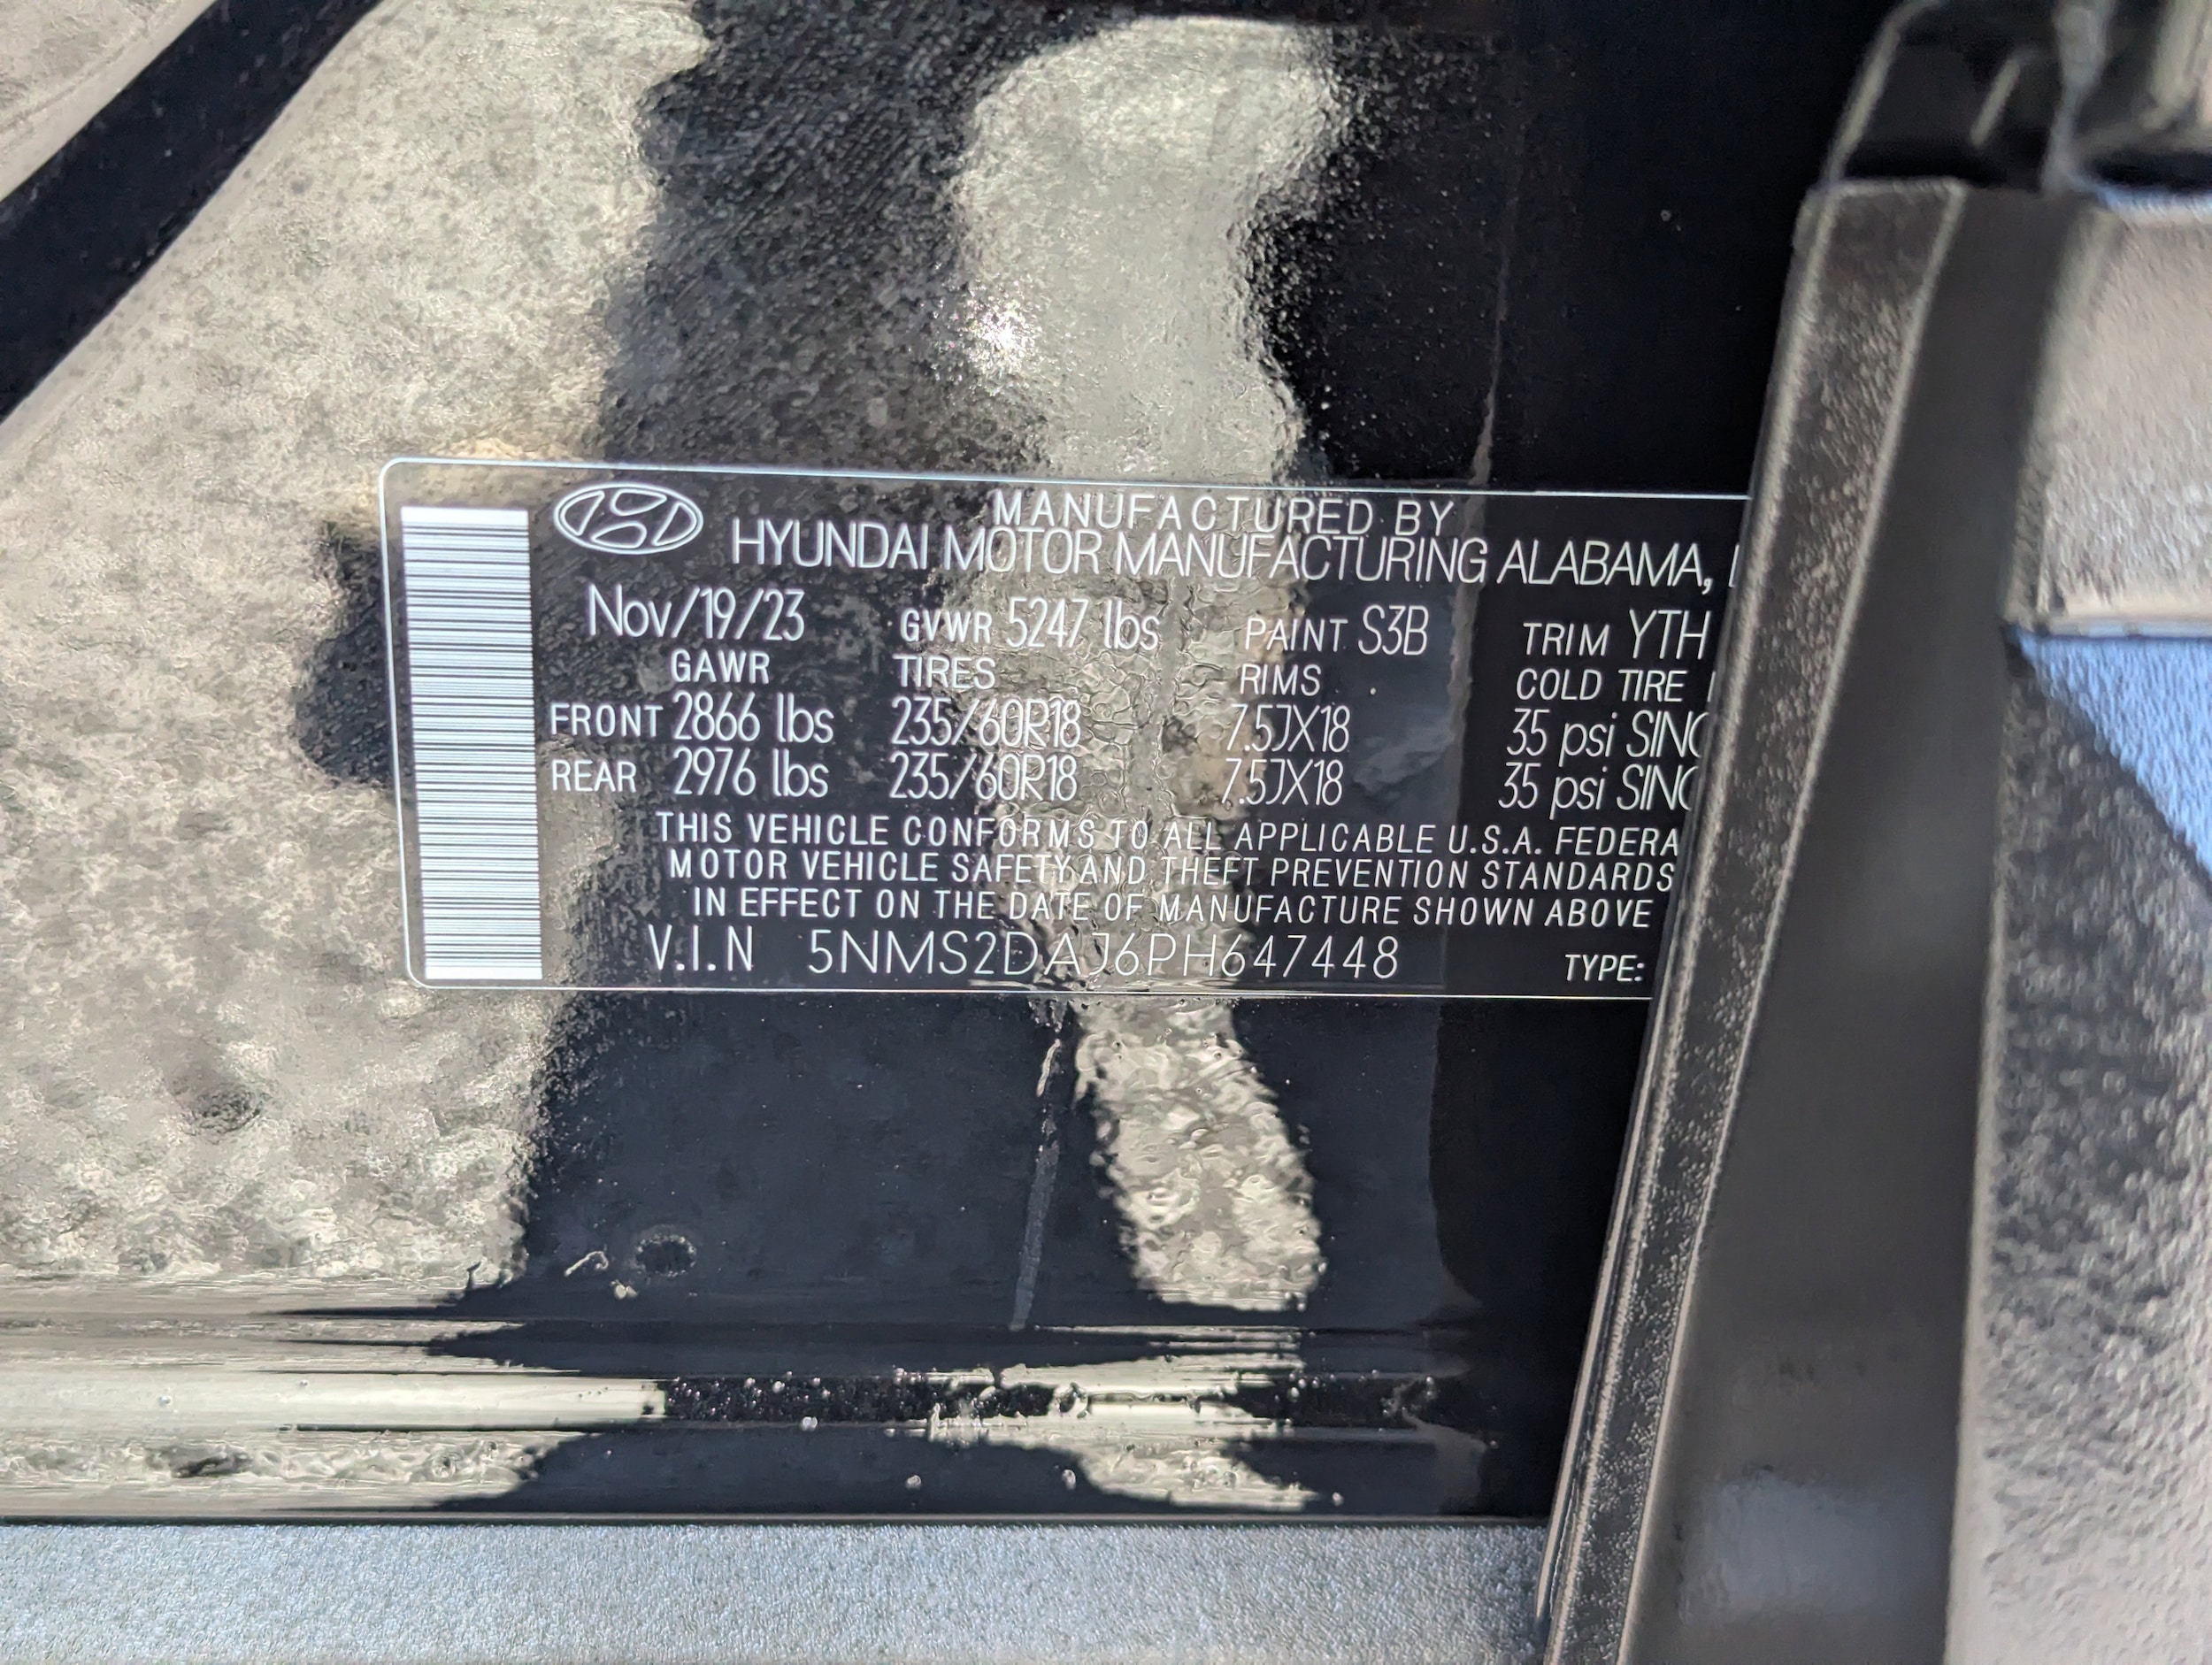 MANUFACTURED BY
HYUNDAI MOTOR MANUFACTURING ALABAMA,
Nov/19/23 GVWR 5247 lbs PAINT S3B TRIM YTH
GAWR TIRES RIMS COLD TIRE
FRONT 2866 lbs 235/60R18 7.5JX18 35 psi SING
REAR 2976 lbs 235/60R18 7.5JX18 35 psi SING
THIS VEHICLE CONFORMS TO ALL APPLICABLE U.S.A. FEDERA
MOTOR VEHICLE SAFETY AND THEFT PREVENTION STANDARDS
IN EFFECT ON THE DATE OF MANUFACTURE SHOWN ABOVE
V.I.N 5NMS2DAJ6PH647448 TYPE: